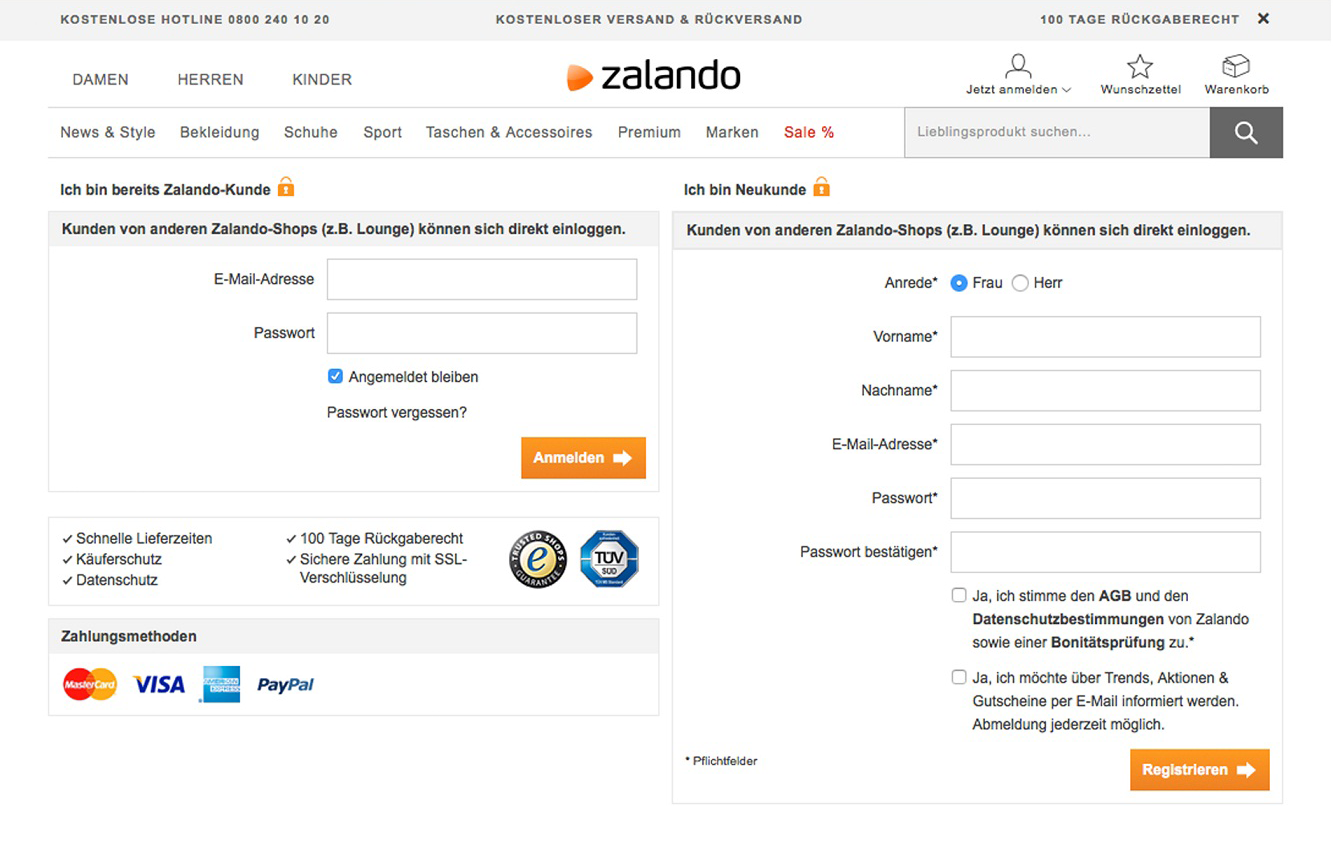 KOSTENLOSE HOTLINE 0800 240 10 20
KOSTENLOSER VERSAND & RÜCKVERSAND
100 TAGE RÜCKGABERECHT ✕
DAMEN
HERREN
KINDER
zalando
Jetzt anmelden
Wunschzettel
Warenkorb
News & Style
Bekleidung
Schuhe
Sport
Taschen & Accessoires
Premium
Marken
Sale %
Lieblingsprodukt suchen...
Ich bin bereits Zalando-Kunde
Kunden von anderen Zalando-Shops (z.B. Lounge) können sich direkt einloggen.
E-Mail-Adresse
Passwort
Angemeldet bleiben
Passwort vergessen?
Anmelden
✓ Schnelle Lieferzeiten
✓ Käuferschutz
✓ Datenschutz
✓ 100 Tage Rückgaberecht
✓ Sichere Zahlung mit SSL-
Verschlüsselung
TRUSTED SHOPS
e
GUARANTEE
TÜV
SÜD
Zahlungsmethoden
MasterCard
VISA
AMERICAN
EXPRESS
PayPal
Ich bin Neukunde
Kunden von anderen Zalando-Shops (z.B. Lounge) können sich direkt einloggen.
Anrede*
Frau
Herr
Vorname*
Nachname*
E-Mail-Adresse*
Passwort*
Passwort bestätigen*
Ja, ich stimme den AGB und den
Datenschutzbestimmungen von Zalando
sowie einer Bonitätsprüfung zu.*
Ja, ich möchte über Trends, Aktionen &
Gutscheine per E-Mail informiert werden.
Abmeldung jederzeit möglich.
* Pflichtfelder
Registrieren